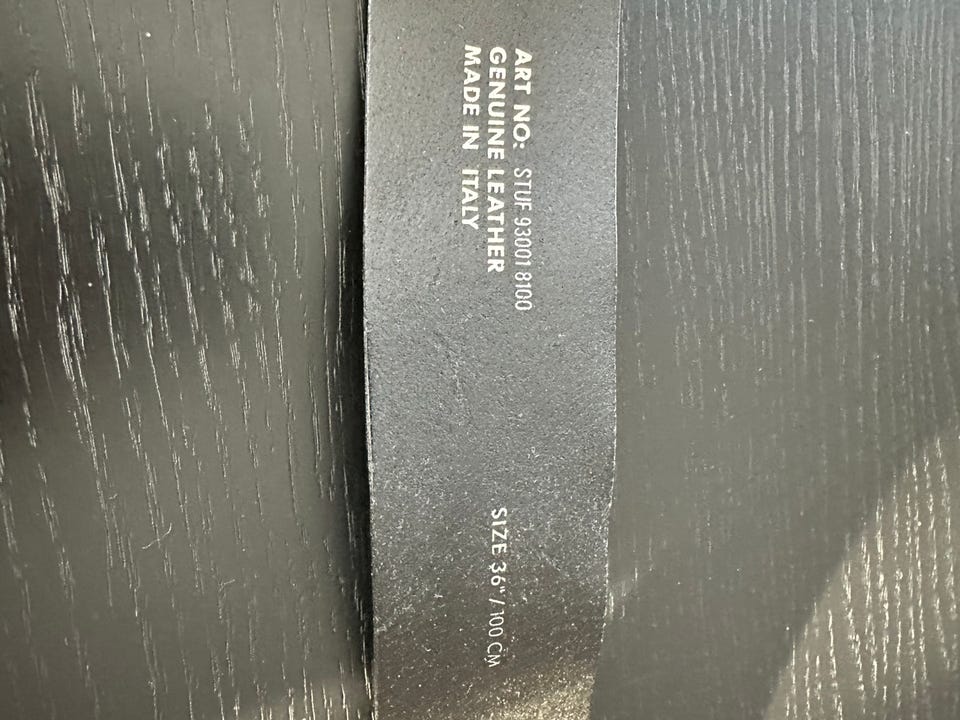 ART NO: STUF 93001 8100
GENUINE LEATHER
MADE IN ITALY
SIZE 36"/100 CM